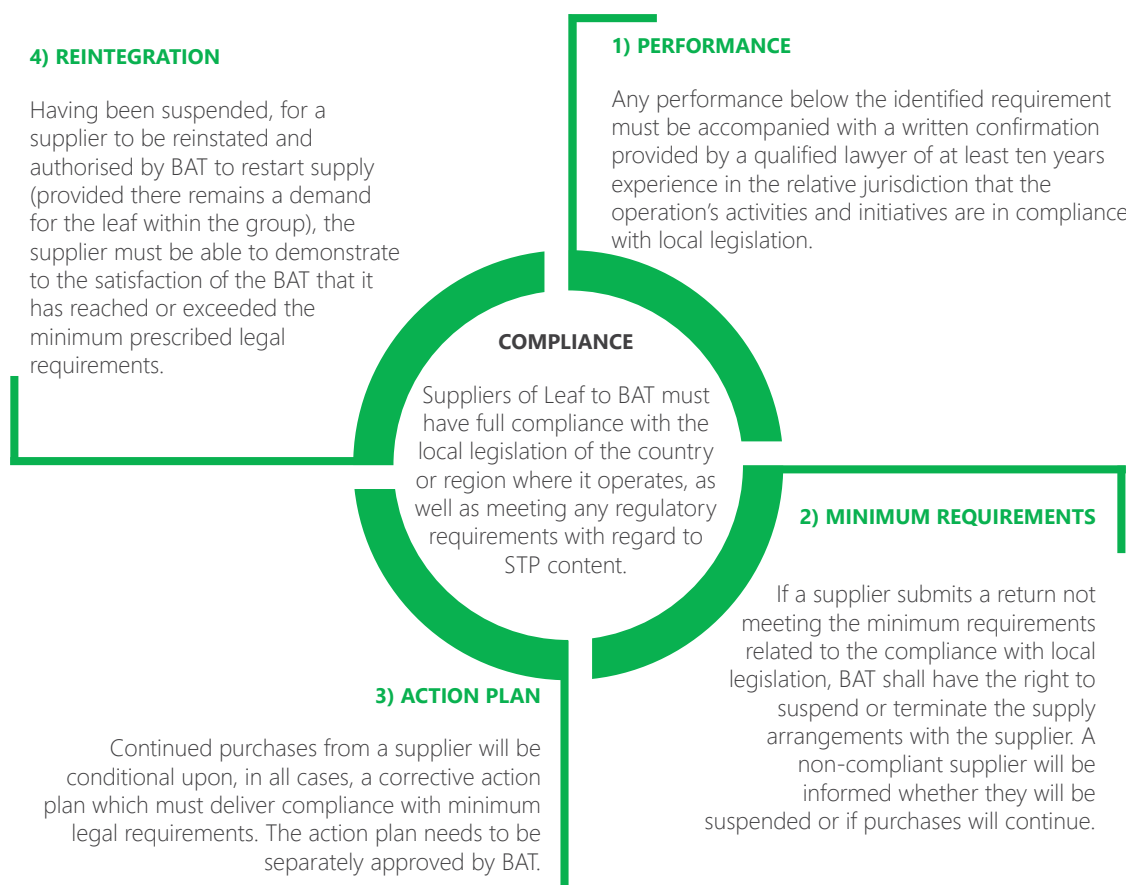 4) REINTEGRATION
Having been suspended, for a
supplier to be reinstated and
authorised by BAT to restart supply
(provided there remains a demand
for the leaf within the group), the
supplier must be able to demonstrate
to the satisfaction of the BAT that it
has reached or exceeded the
minimum prescribed legal
requirements.
1) PERFORMANCE
Any performance below the identified requirement
must be accompanied with a written confirmation
provided by a qualified lawyer of at least ten years
experience in the relative jurisdiction that the
operation’s activities and initiatives are in compliance
with local legislation.
COMPLIANCE
Suppliers of Leaf to BAT must
have full compliance with the
local legislation of the country
or region where it operates, as
well as meeting any regulatory
requirements with regard to
STP content.
2) MINIMUM REQUIREMENTS
If a supplier submits a return not
meeting the minimum requirements
related to the compliance with local
legislation, BAT shall have the right to
suspend or terminate the supply
arrangements with the supplier. A
non-compliant supplier will be
informed whether they will be
suspended or if purchases will continue.
3) ACTION PLAN
Continued purchases from a supplier will be
conditional upon, in all cases, a corrective action
plan which must deliver compliance with minimum
legal requirements. The action plan needs to be
separately approved by BAT.